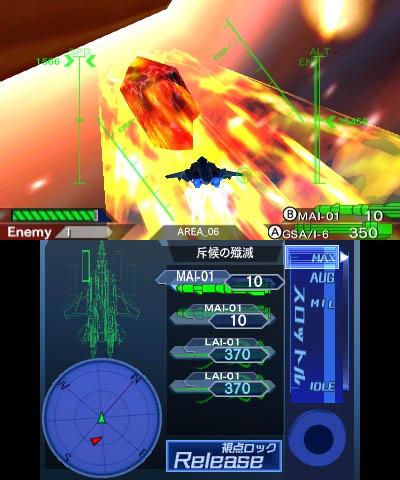 SPD
1566
ALT
ENT
25456
B MAI-01 10
A GSA/I-6 350
Enemy 1
AREA_06
斥候の殲滅
MAI-01
10
MAI-01
10
LAI-01
370
LAI-01
370
MAX
AUG
MIL
IDLE
スロットル
N
E
S
W
視点ロック
Release